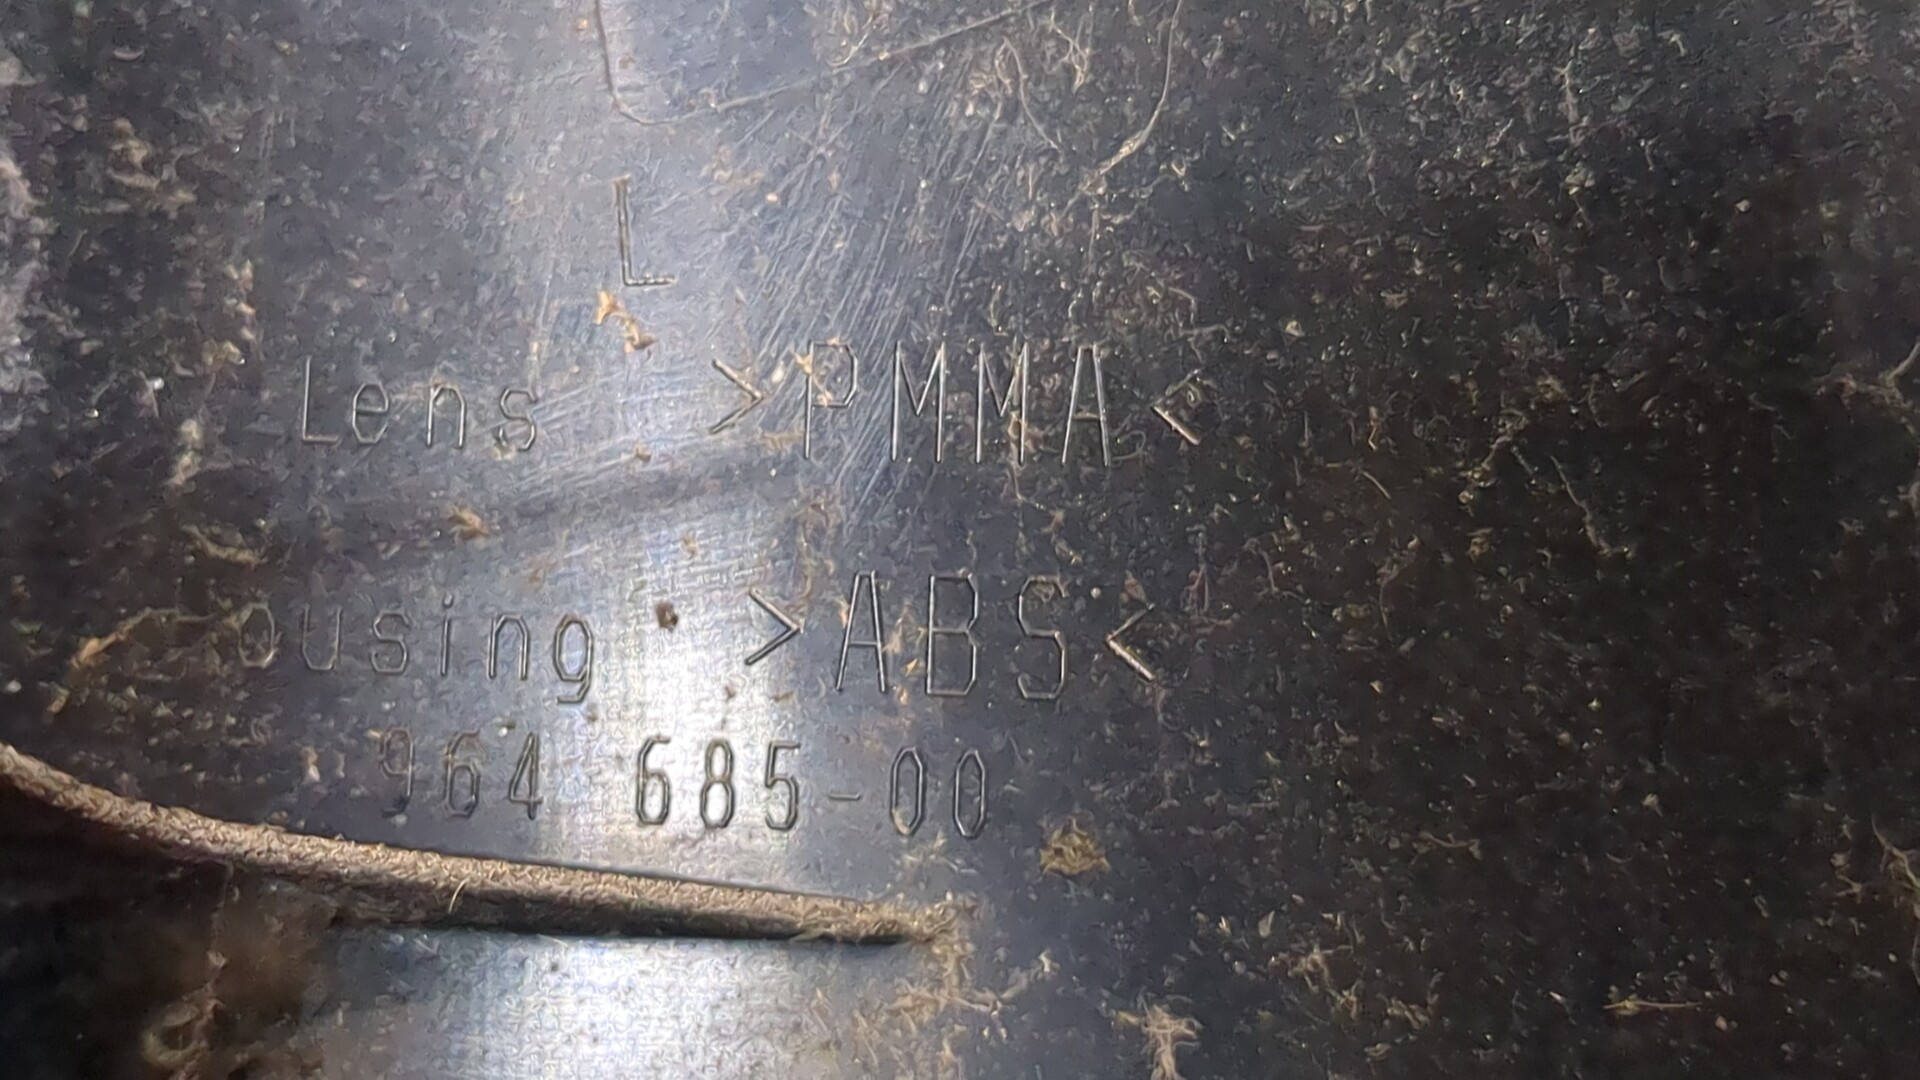 L
Lens >PMMA<
ousing >ABS<
964 685-00